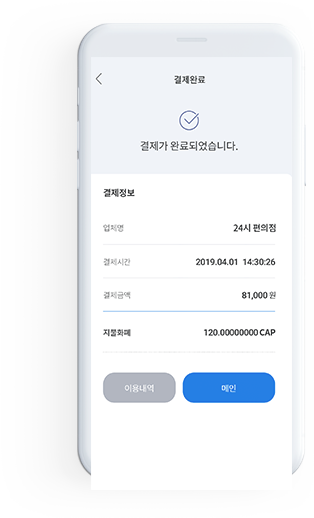 결제완료
결제가 완료되었습니다.
결제정보
업체명 24시 편의점
결제시간 2019.04.01 14:30:26
결제금액 81,000 원
지불화폐 120.00000000 CAP
이용내역 메인